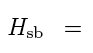 H_sb =